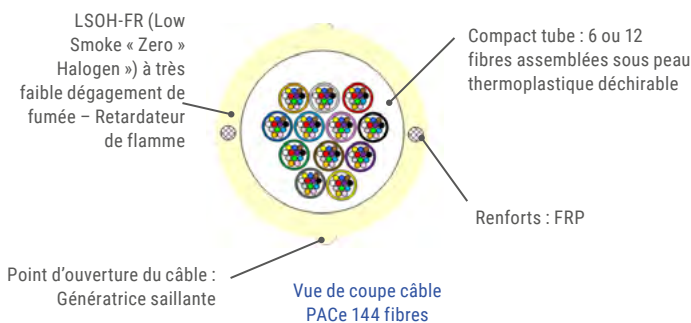 LSOH-FR (Low
Smoke « Zero »
Halogen ») à très
faible dégagement de
fumée – Retardateur
de flamme
Compact tube : 6 ou 12
fibres assemblées sous peau
thermoplastique déchirable
Renforts : FRP
Point d’ouverture du câble :
Génératrice saillante
Vue de coupe câble
PACe 144 fibres